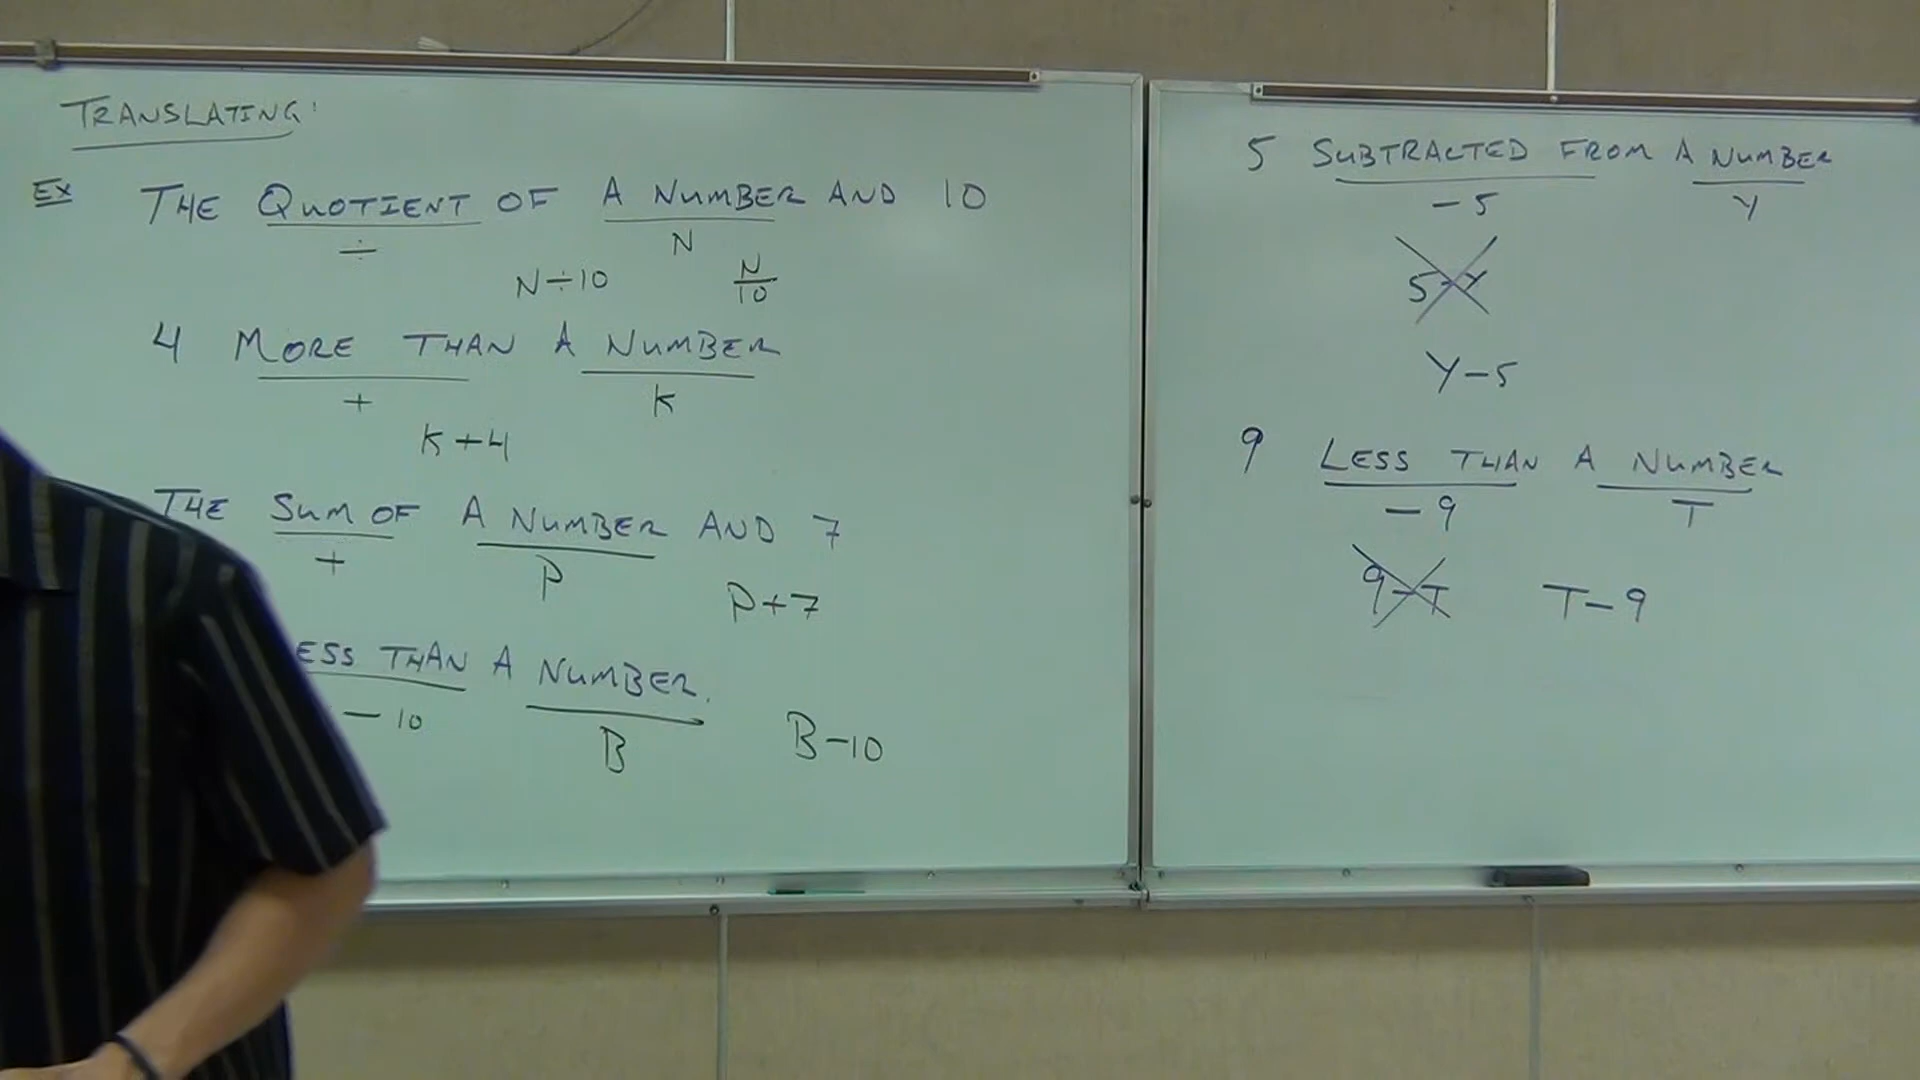 TRANSLATING:
EX THE QUOTIENT OF A NUMBER AND 10
÷ N
N÷10 N/10
4 MORE THAN A NUMBER
+ K
K+4
THE SUM OF A NUMBER AND 7
+ P
P+7
ESS THAN A NUMBER.
-10 B B-10
5 SUBTRACTED FROM A NUMBER
-5 Y
5-Y
Y-5
9 LESS THAN A NUMBER
-9 T
9-T T-9